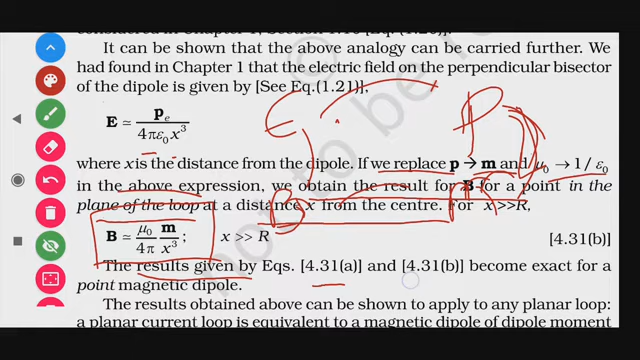 considered in Chapter 1, Section 1.10 [Eq. (1.20)].
It can be shown that the above analogy can be carried further. We
had found in Chapter 1 that the electric field on the perpendicular bisector
of the dipole is given by [See Eq.(1.21)],
E ≃ pₑ / 4πε₀x³
where x is the distance from the dipole. If we replace p → m and μ₀ → 1/ε₀
in the above expression, we obtain the result for B for a point in the
plane of the loop at a distance x from the centre. For x >>R,
B ≃ μ₀/4π m/x³; x >> R [4.31(b)]
The results given by Eqs. [4.31(a)] and [4.31(b)] become exact for a
point magnetic dipole.
The results obtained above can be shown to apply to any planar loop:
a planar current loop is equivalent to a magnetic dipole of dipole moment
E P
B
not to be re